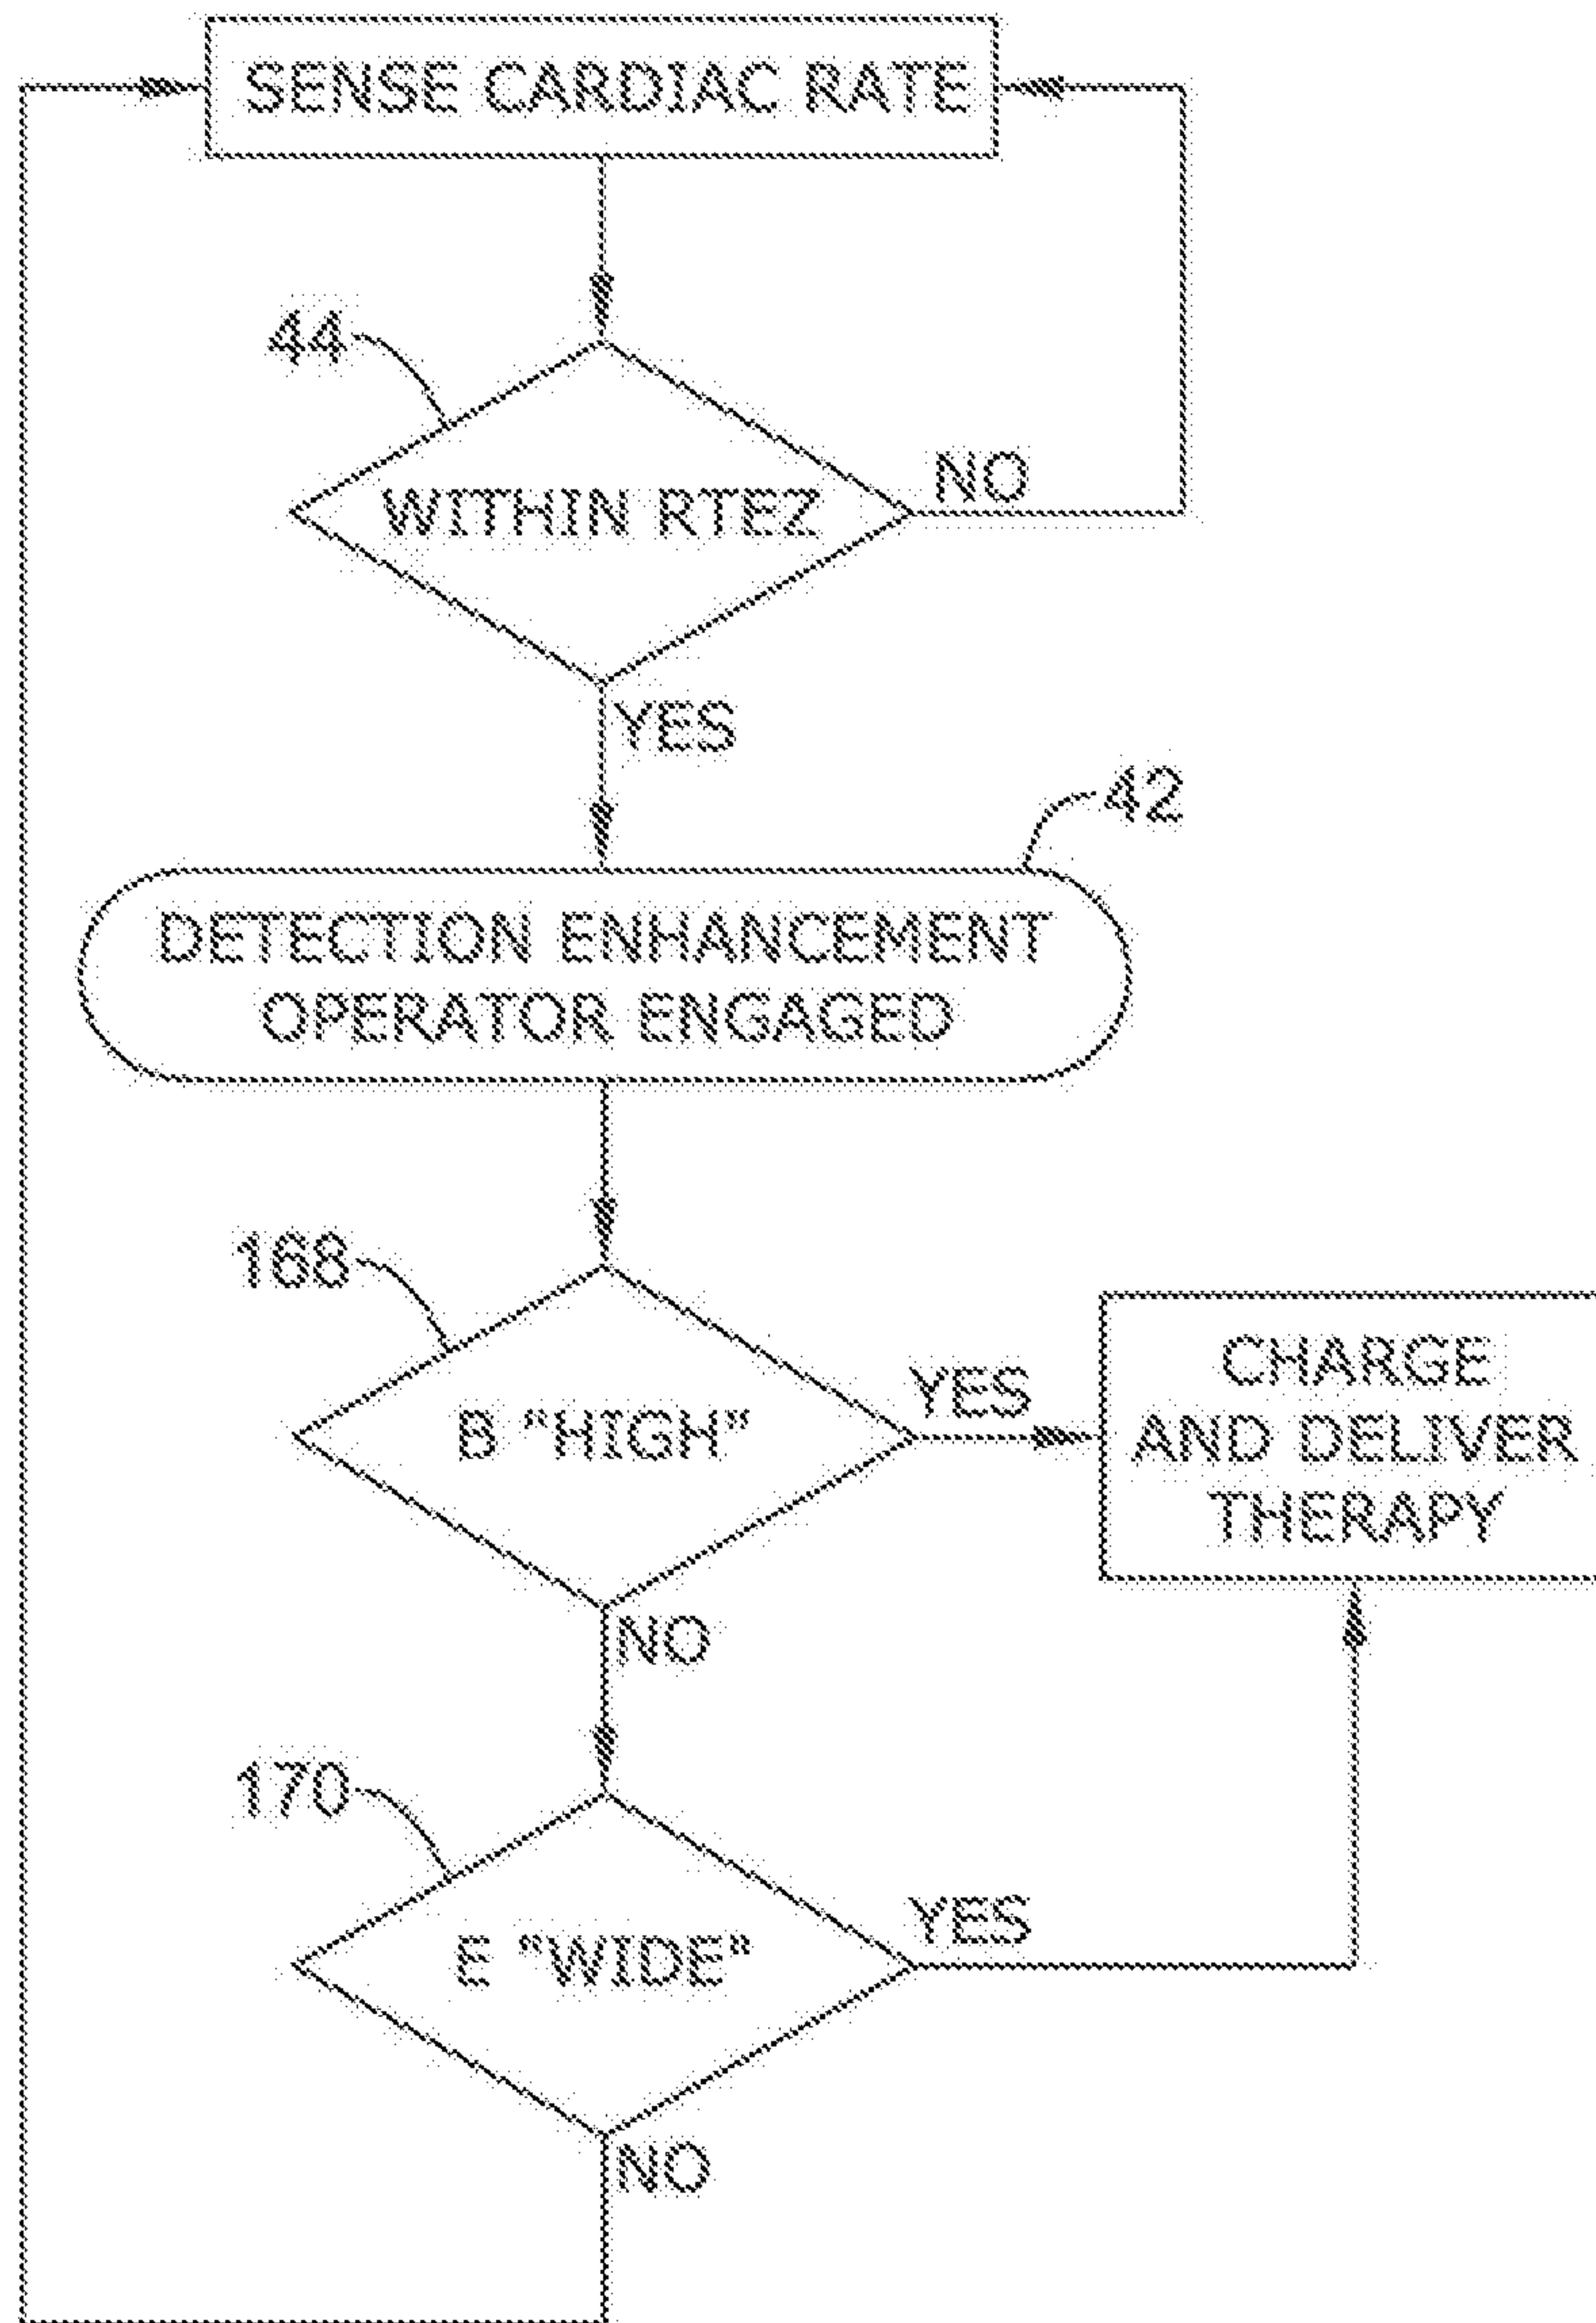 SENSE CARDIAC RATE
44
WITHIN RTEZ
NO
YES
42
DETECTION ENHANCEMENT
OPERATOR ENGAGED
168
B “HIGH”
YES
CHARGE
AND DELIVER
THERAPY
NO
170
E “WIDE“
YES
NO